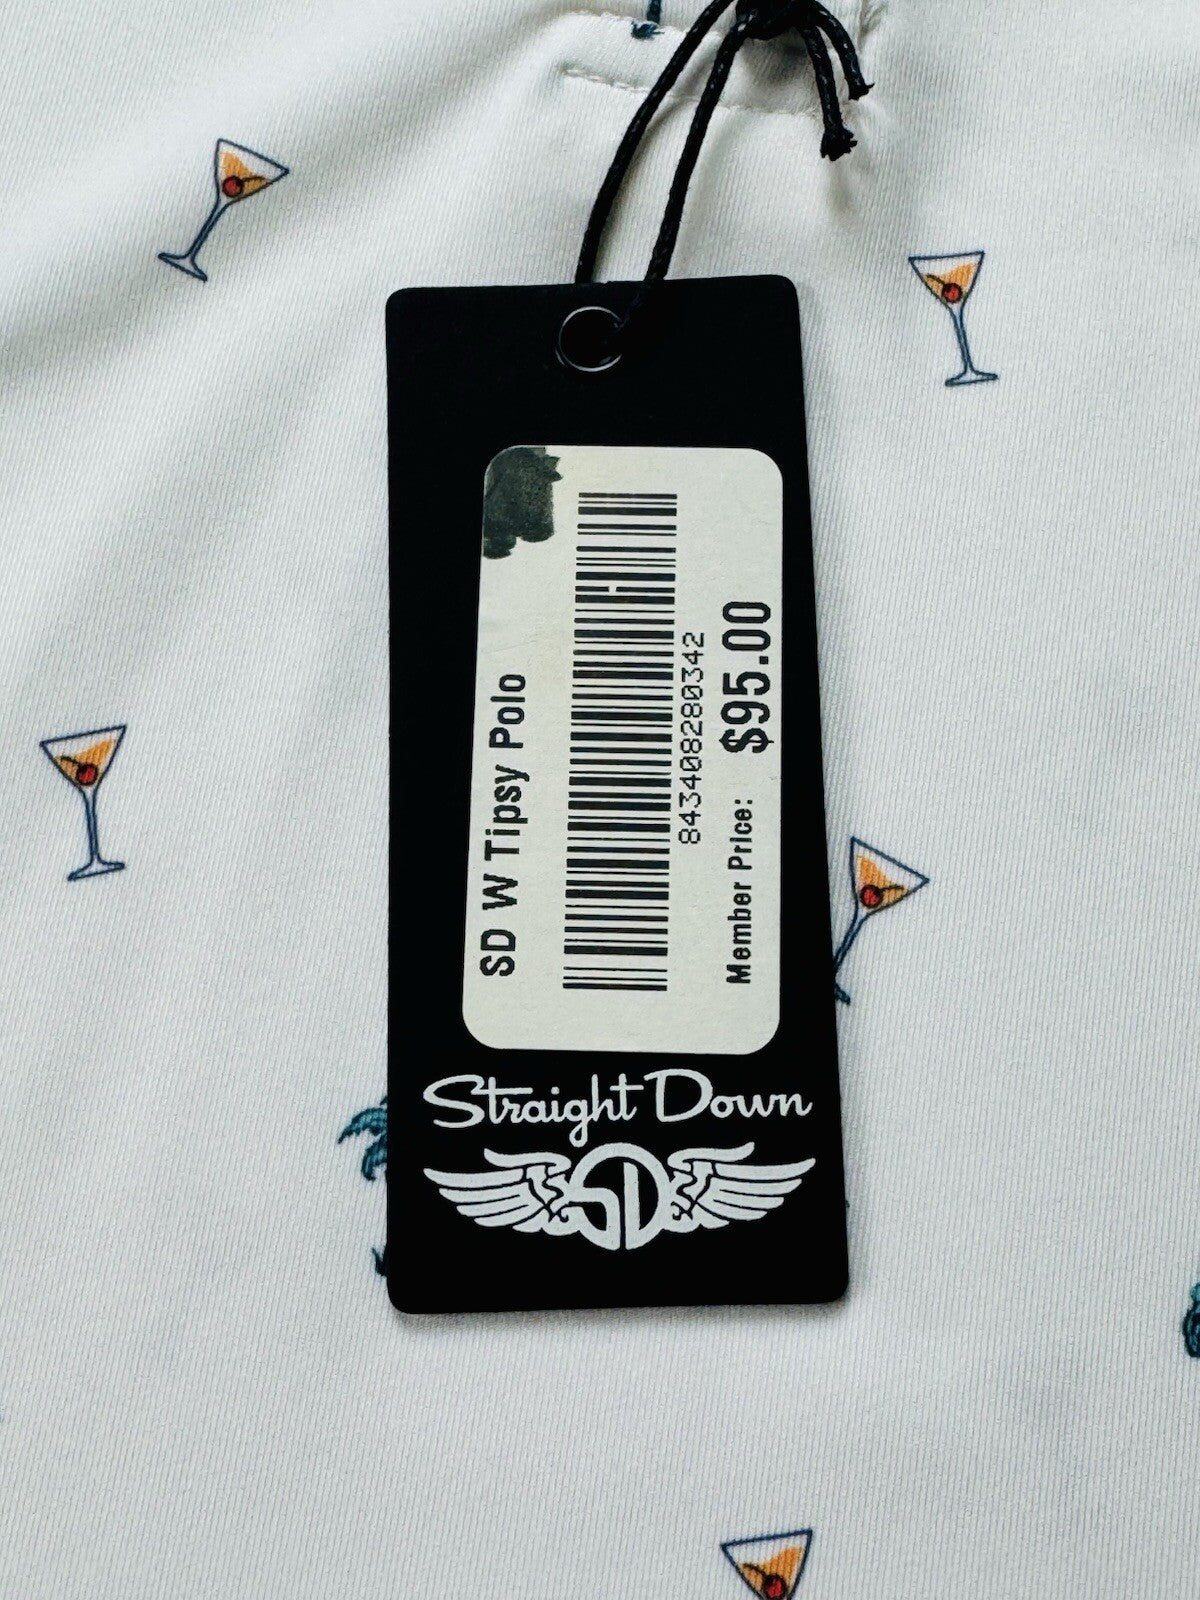 SD W Tipsy Polo
843408280342
Member Price: $95.00
Straight Down
SD